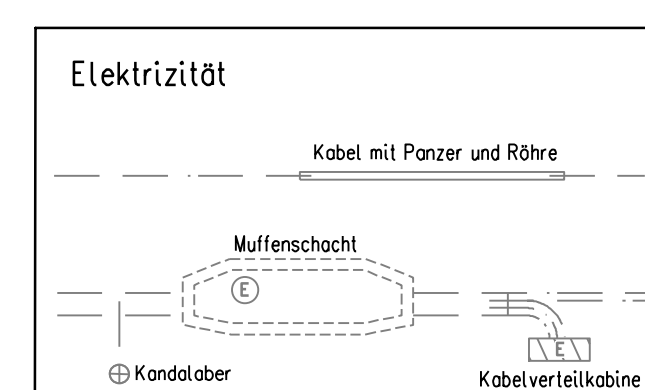 Elektrizität
Kabel mit Panzer und Röhre
Muffenschacht
E
E
Kandalaber
Kabelverteilkabine